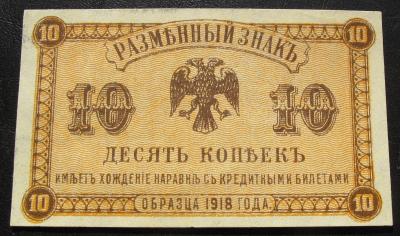 10 10
РАЗМѢННЫЙ ЗНАКЪ
10 10
ДЕСЯТЬ КОПѢЕКЪ
ИМѢЕТЪ ХОЖДЕНІЕ НАРАВНѢ СЪ КРЕДИТНЫМИ БИЛЕТАМИ
10 ОБРАЗЦА 1918 ГОДА. 10